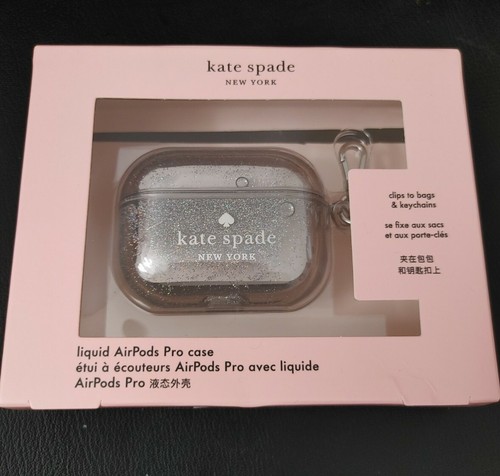 kate spade
NEW YORK
kate spade
NEW YORK
clips to bags
& keychains
se fixe aux sacs
et aux porte-clés
夹在包包
和钥匙扣上
liquid AirPods Pro case
étui à écouteurs AirPods Pro avec liquide
AirPods Pro 液态外壳